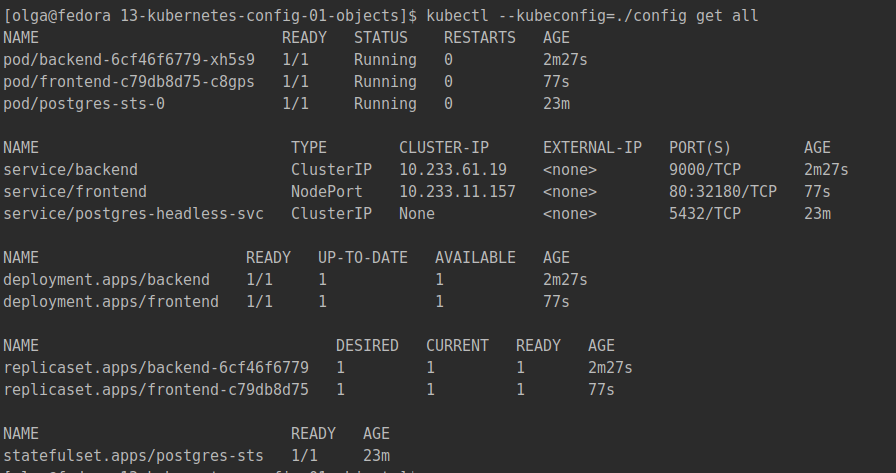 [olga@fedora 13-kubernetes-config-01-objects]$ kubectl --kubeconfig=./config get all
NAME                           READY   STATUS    RESTARTS   AGE
pod/backend-6cf46f6779-xh5s9   1/1     Running   0          2m27s
pod/frontend-c79db8d75-c8gps   1/1     Running   0          77s
pod/postgres-sts-0             1/1     Running   0          23m

NAME                            TYPE        CLUSTER-IP      EXTERNAL-IP   PORT(S)        AGE
service/backend                 ClusterIP   10.233.61.19    <none>        9000/TCP       2m27s
service/frontend                NodePort    10.233.11.157   <none>        80:32180/TCP   77s
service/postgres-headless-svc   ClusterIP   None            <none>        5432/TCP       23m

NAME                       READY   UP-TO-DATE   AVAILABLE   AGE
deployment.apps/backend    1/1     1            1           2m27s
deployment.apps/frontend   1/1     1            1           77s

NAME                                 DESIRED   CURRENT   READY   AGE
replicaset.apps/backend-6cf46f6779   1         1         1       2m27s
replicaset.apps/frontend-c79db8d75   1         1         1       77s

NAME                            READY   AGE
statefulset.apps/postgres-sts   1/1     23m